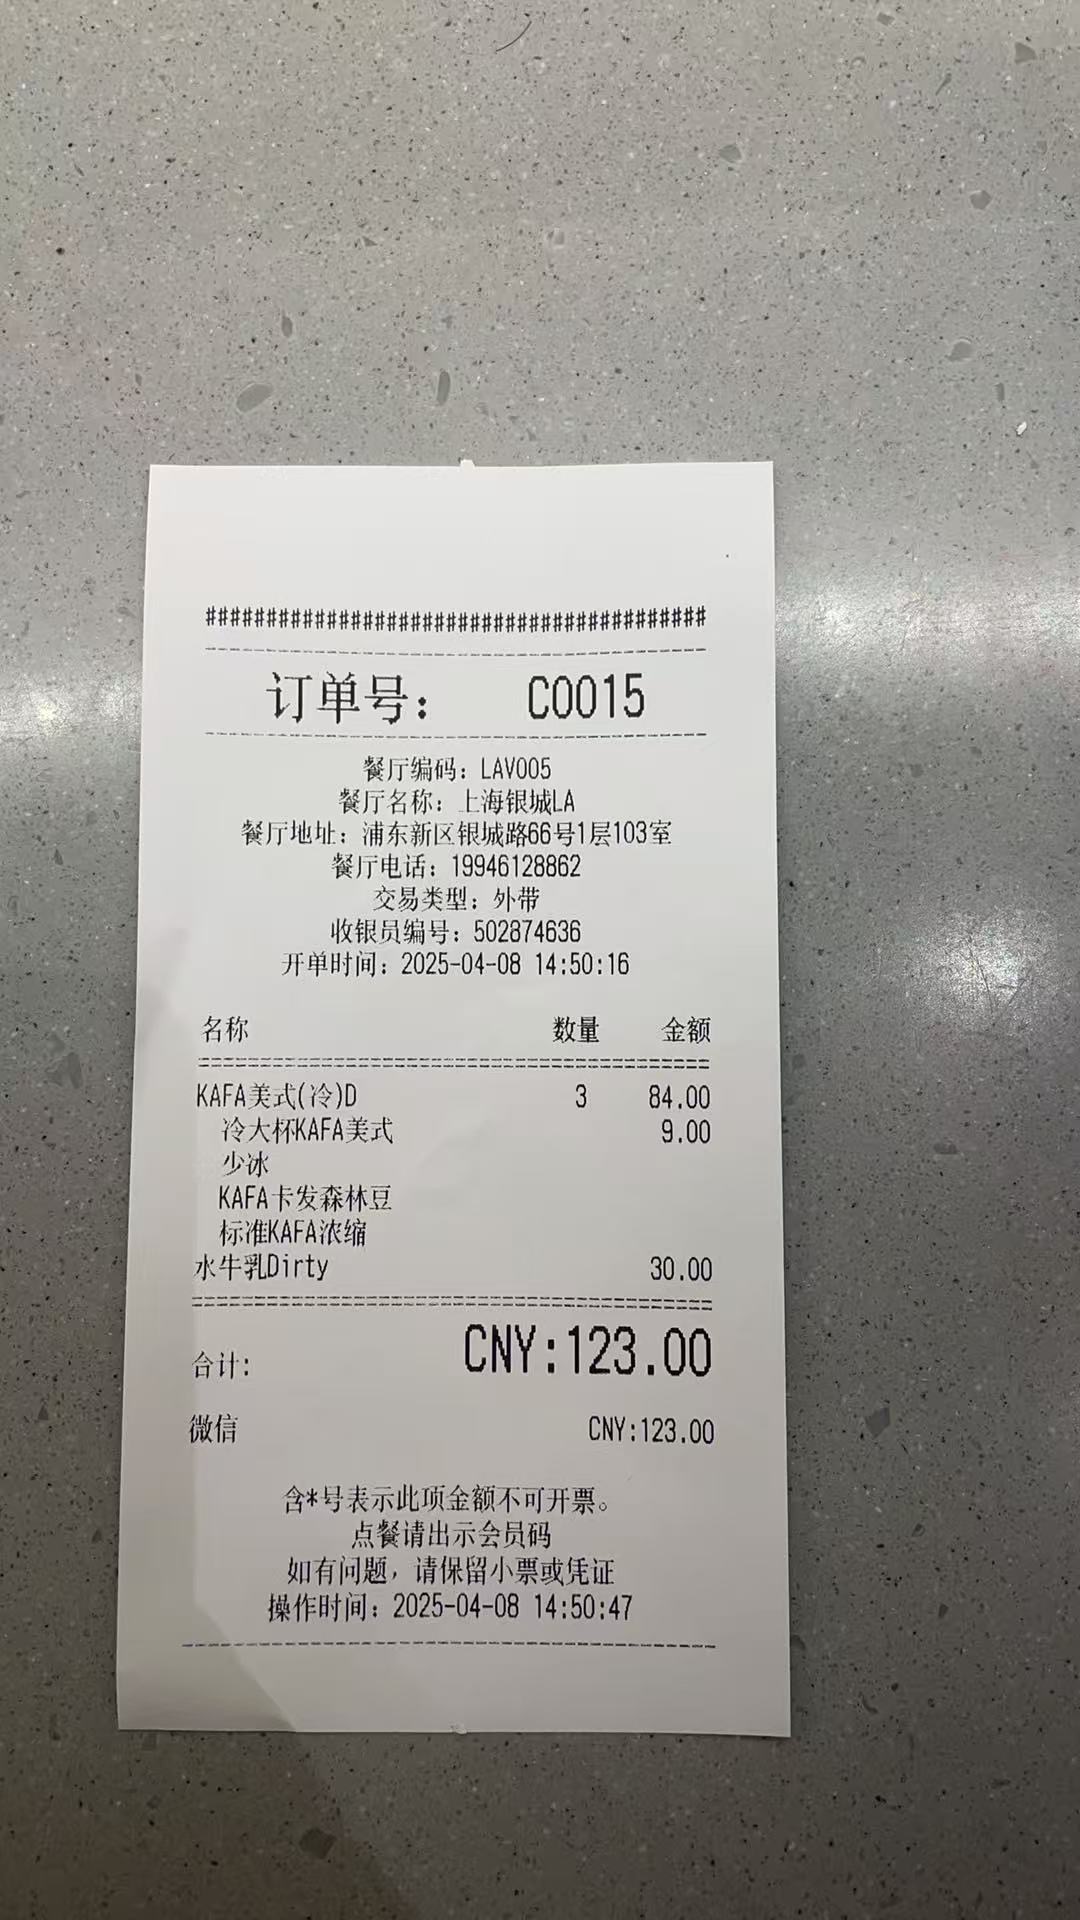 #########################################
订单号： C0015
餐厅编码：LAV005
餐厅名称：上海银城LA
餐厅地址：浦东新区银城路66号1层103室
餐厅电话：19946128862
交易类型：外带
收银员编号：502874636
开单时间：2025-04-08 14:50:16
名称 数量 金额
KAFA美式(冷)D 3 84.00
冷大杯KAFA美式 9.00
少冰
KAFA卡发森林豆
标准KAFA浓缩
水牛乳Dirty 30.00
合计: CNY:123.00
微信 CNY:123.00
含*号表示此项金额不可开票。
点餐请出示会员码
如有问题，请保留小票或凭证
操作时间：2025-04-08 14:50:47